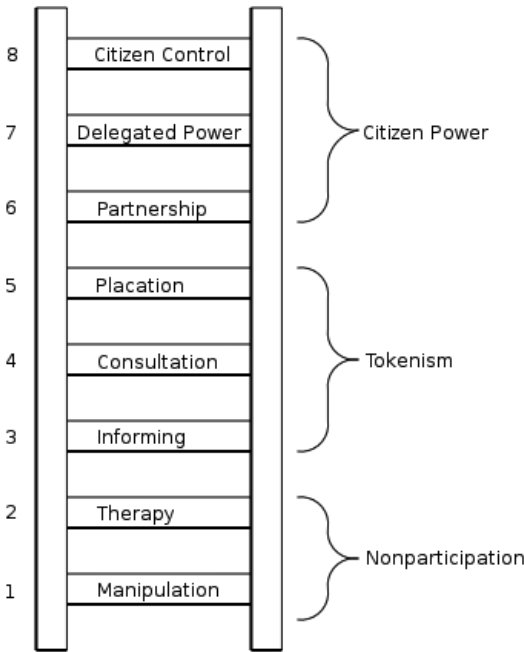 8 Citizen Control
7 Delegated Power
Citizen Power
6 Partnership
5 Placation
4 Consultation
Tokenism
3 Informing
2 Therapy
Nonparticipation
1 Manipulation